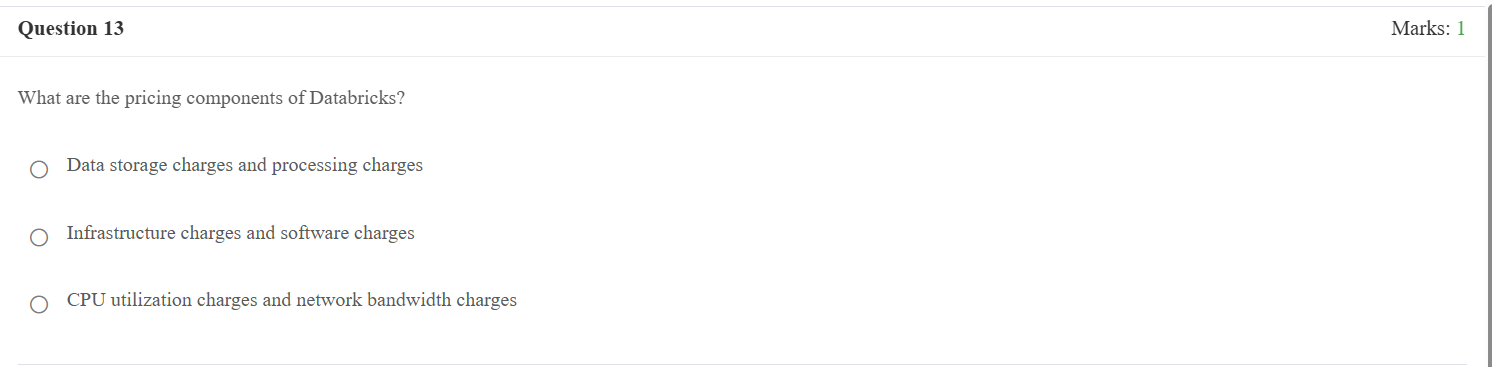 Question 13
Marks: 1
What are the pricing components of Databricks?
Data storage charges and processing charges
Infrastructure charges and software charges
CPU utilization charges and network bandwidth charges